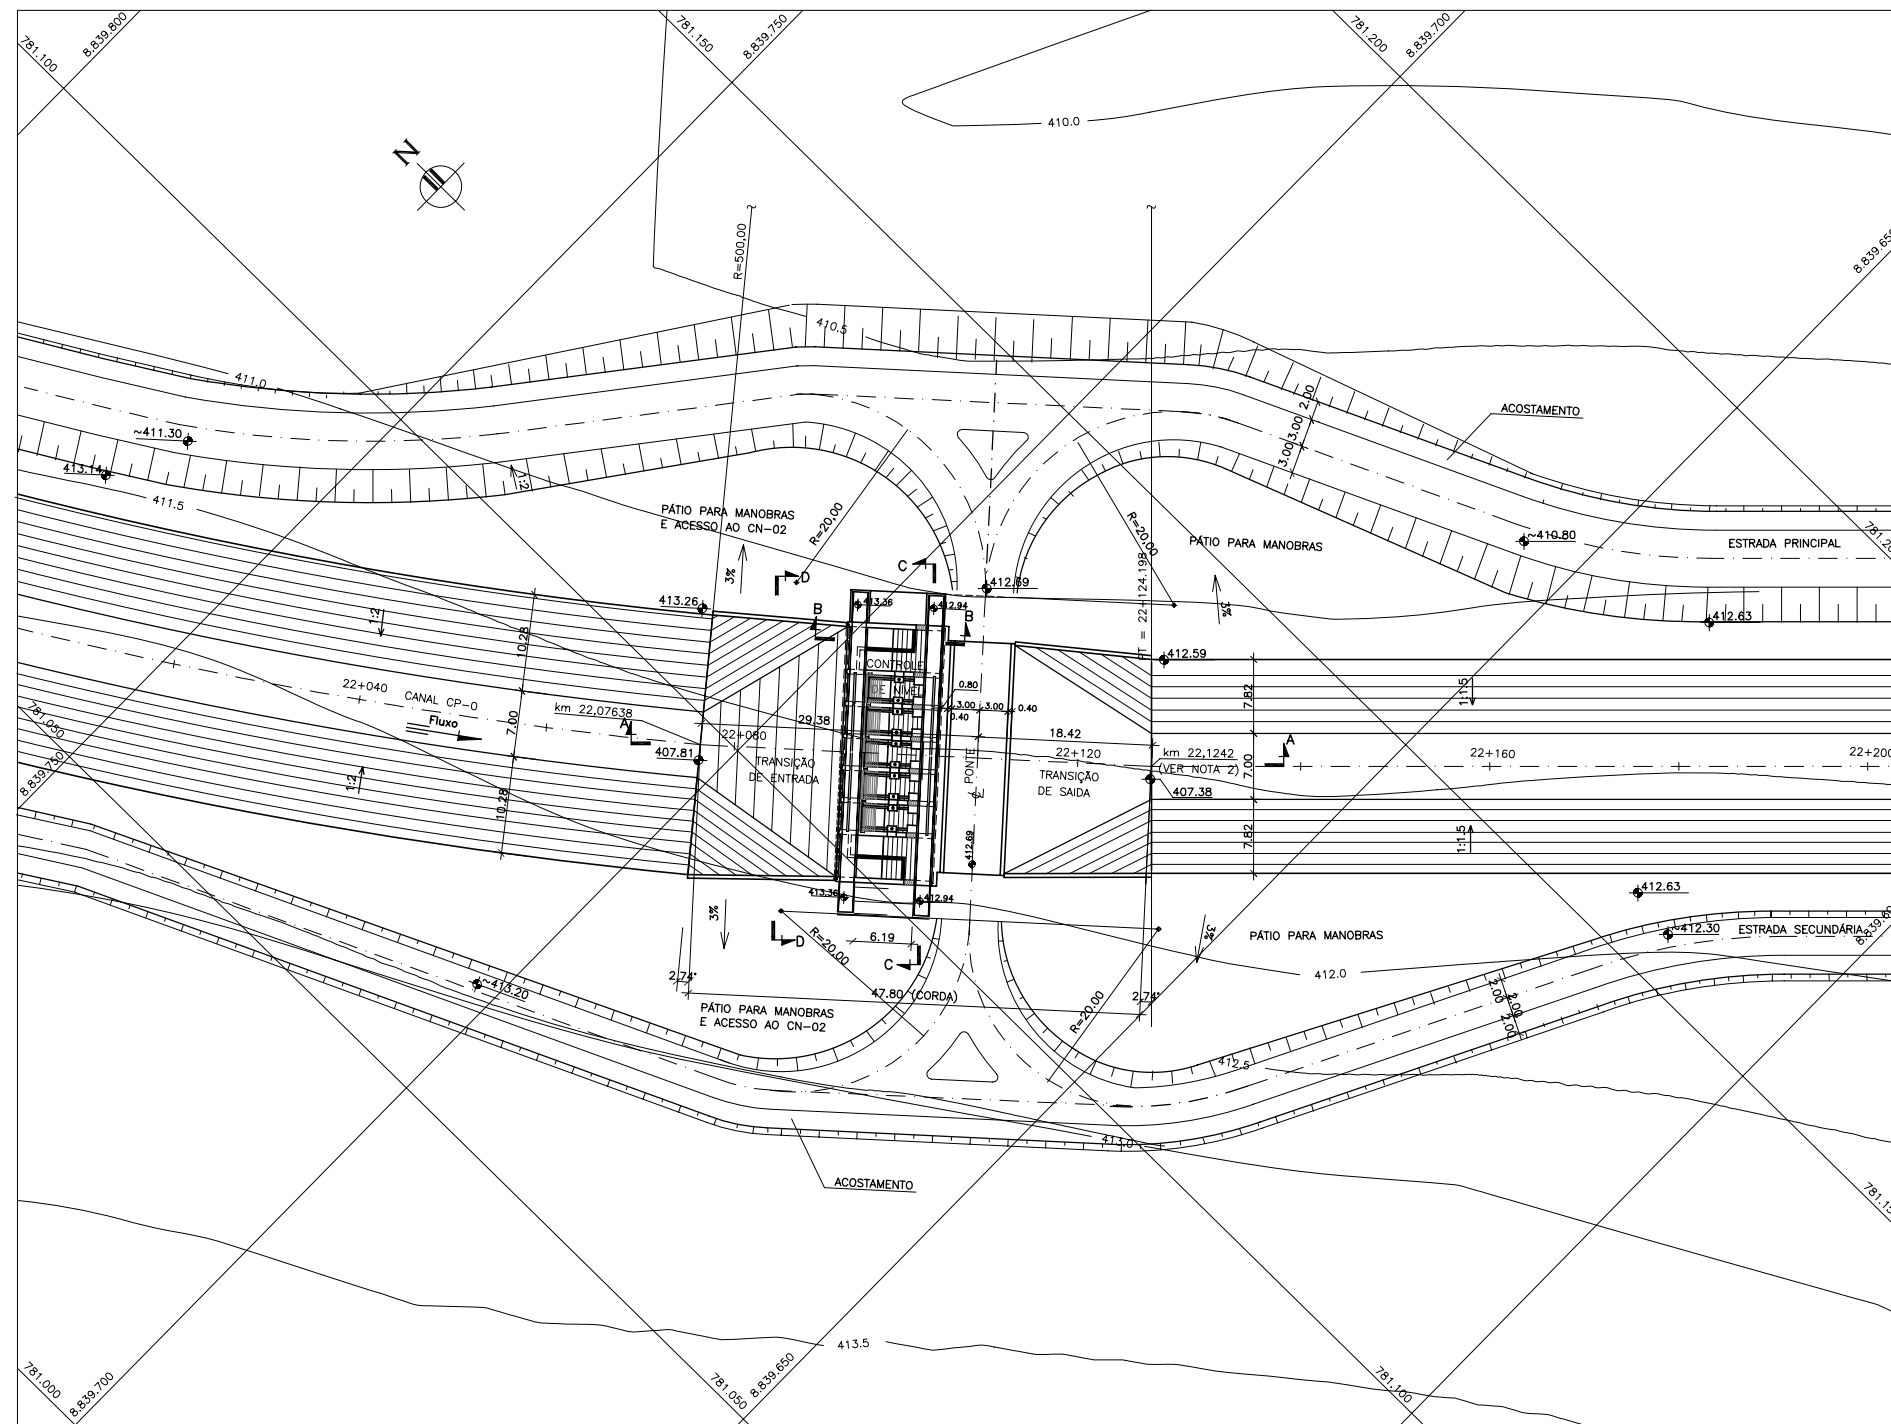 781.100
8.839.800
781.150
8.839.750
781.200
8.839.700
410.0
N
8.839.650
R=500.00
410.5
411.0
2.00
3.00
3.00
ACOSTAMENTO
~411.30
413.14
1:2
411.5
PÁTIO PARA MANOBRAS
E ACESSO AO CN-02
R=20.00
R=20.00
PÁTIO PARA MANOBRAS
~410.80
ESTRADA PRINCIPAL
PT = 22+124.198
3%
D
C
412.69
413.26
413.36
412.94
3%
412.63
B
B
1:2
10.28
CONTROLE
DE NÍVEL
412.59
22+040
CANAL CP-0
Fluxo
7.00
km 22,07638
A
29.38
22+080
0.80
3.00
3.00
0.40
0.40
18.42
7.82
1:1.5
781.050
8.839.750
407.81
TRANSIÇÃO
DE ENTRADA
PONTE
22+120
km 22,1242
(VER NOTA 2)
A
7.00
22+160
22+200
TRANSIÇÃO
DE SAIDA
407.38
1:2
10.28
7.82
1:1.5
412.69
413.36
412.94
412.63
3%
D
R=20.00
6.19
C
3%
PÁTIO PARA MANOBRAS
~412.30
ESTRADA SECUNDÁRIA
412.0
2.74°
47.80 (CORDA)
2.74°
~413.20
PÁTIO PARA MANOBRAS
E ACESSO AO CN-02
R=20.00
2.00
2.00
2.00
412.5
413.0
ACOSTAMENTO
413.5
781.000
8.839.700
781.050
8.839.650
781.100